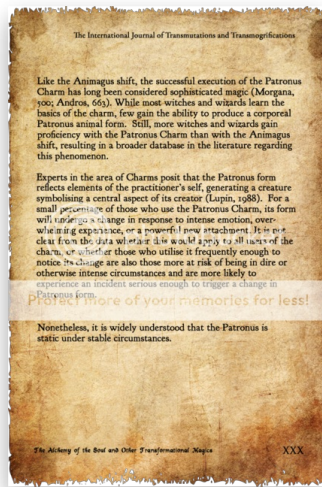 The International Journal of Transmutations and Transmogrifications
Like the Animagus shift, the successful execution of the Patronus
Charm has long been considered sophisticated magic (Morgana,
500; Andros, 663). While most witches and wizards learn the
basics of the charm, few gain the ability to produce a corporeal
Patronus animal form. Still, more witches and wizards gain
proficiency with the Patronus Charm than with the Animagus
shift, resulting in a broader database in the literature regarding
this phenomenon.
Experts in the area of Charms posit that the Patronus form
reflects elements of the practitioner's self, generating a creature
symbolising a central aspect of its creator (Lupin, 1988). For a
small percentage of those who use the Patronus Charm, its form
will undergo a change in response to intense emotion, over-
whelming experience, or a powerful new attachment. It is not
clear from the data whether this would apply to all users of the
charm, or whether those who utilise it frequently enough to
notice its change are also those more at risk of being in dire or
otherwise intense circumstances and are more likely to
experience an incident serious enough to trigger a change in
Patronus form.
Protect more of your memories for less!
Nonetheless, it is widely understood that the Patronus is
static under stable circumstances.
The Alchemy of the Soul and Other Transformational Magics
XXX